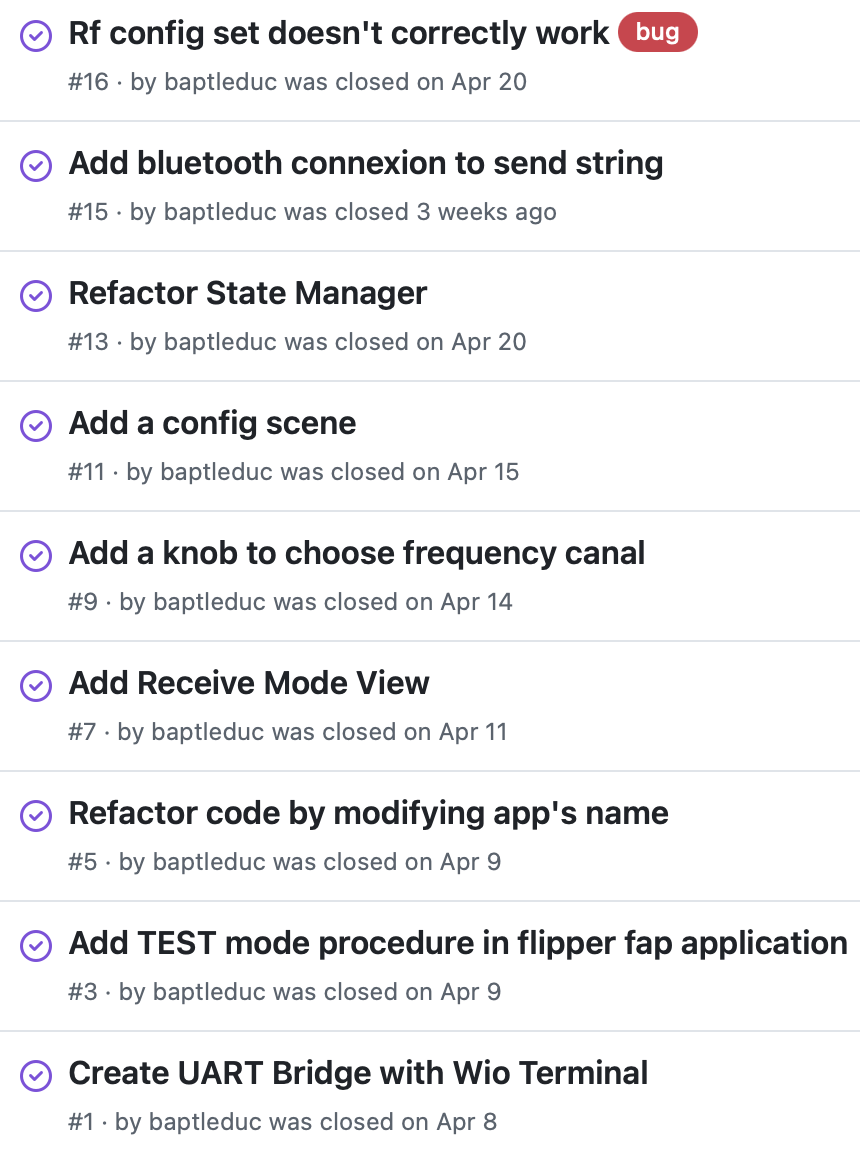 Rf config set doesn't correctly work bug
#16 · by baptleduc was closed on Apr 20
Add bluetooth connexion to send string
#15 · by baptleduc was closed 3 weeks ago
Refactor State Manager
#13 · by baptleduc was closed on Apr 20
Add a config scene
#11 · by baptleduc was closed on Apr 15
Add a knob to choose frequency canal
#9 · by baptleduc was closed on Apr 14
Add Receive Mode View
#7 · by baptleduc was closed on Apr 11
Refactor code by modifying app's name
#5 · by baptleduc was closed on Apr 9
Add TEST mode procedure in flipper fap application
#3 · by baptleduc was closed on Apr 9
Create UART Bridge with Wio Terminal
#1 · by baptleduc was closed on Apr 8